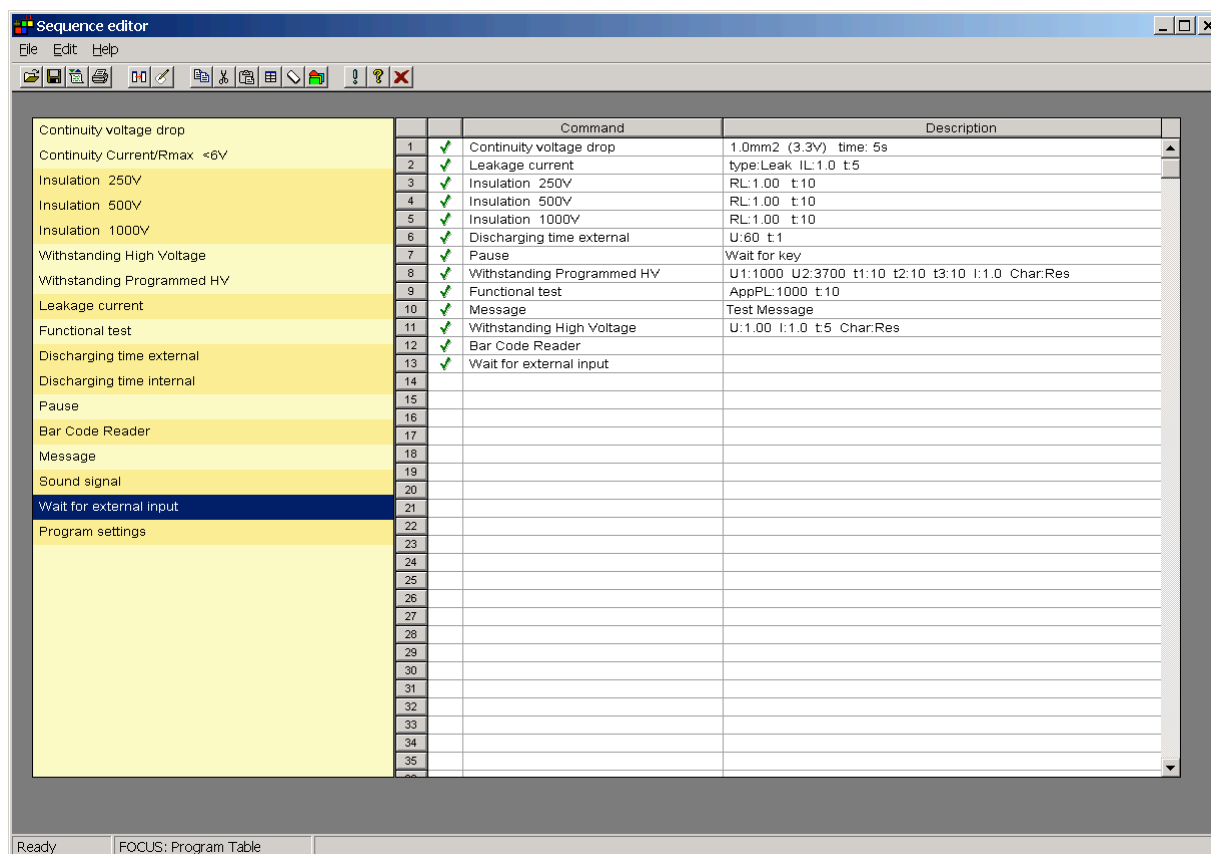 Sequence editor
File Edit Help
Continuity voltage drop
Continuity Current/Rmax <6V
Insulation 250V
Insulation 500V
Insulation 1000V
Withstanding High Voltage
Withstanding Programmed HV
Leakage current
Functional test
Discharging time external
Discharging time internal
Pause
Bar Code Reader
Message
Sound signal
Wait for external input
Program settings
Command Description
1 Continuity voltage drop 1.0mm2 (3.3V) time: 5s
2 Leakage current type:Leak IL:1.0 t:5
3 Insulation 250V RL:1.00 t:10
4 Insulation 500V RL:1.00 t:10
5 Insulation 1000V RL:1.00 t:10
6 Discharging time external U:60 t:1
7 Pause Wait for key
8 Withstanding Programmed HV U1:1000 U2:3700 t1:10 t2:10 t3:10 I:1.0 Char:Res
9 Functional test AppPL:1000 t:10
10 Message Test Message
11 Withstanding High Voltage U:1.00 I:1.0 t:5 Char:Res
12 Bar Code Reader
13 Wait for external input
14
15
16
17
18
19
20
21
22
23
24
25
26
27
28
29
30
31
32
33
34
35
Ready FOCUS: Program Table